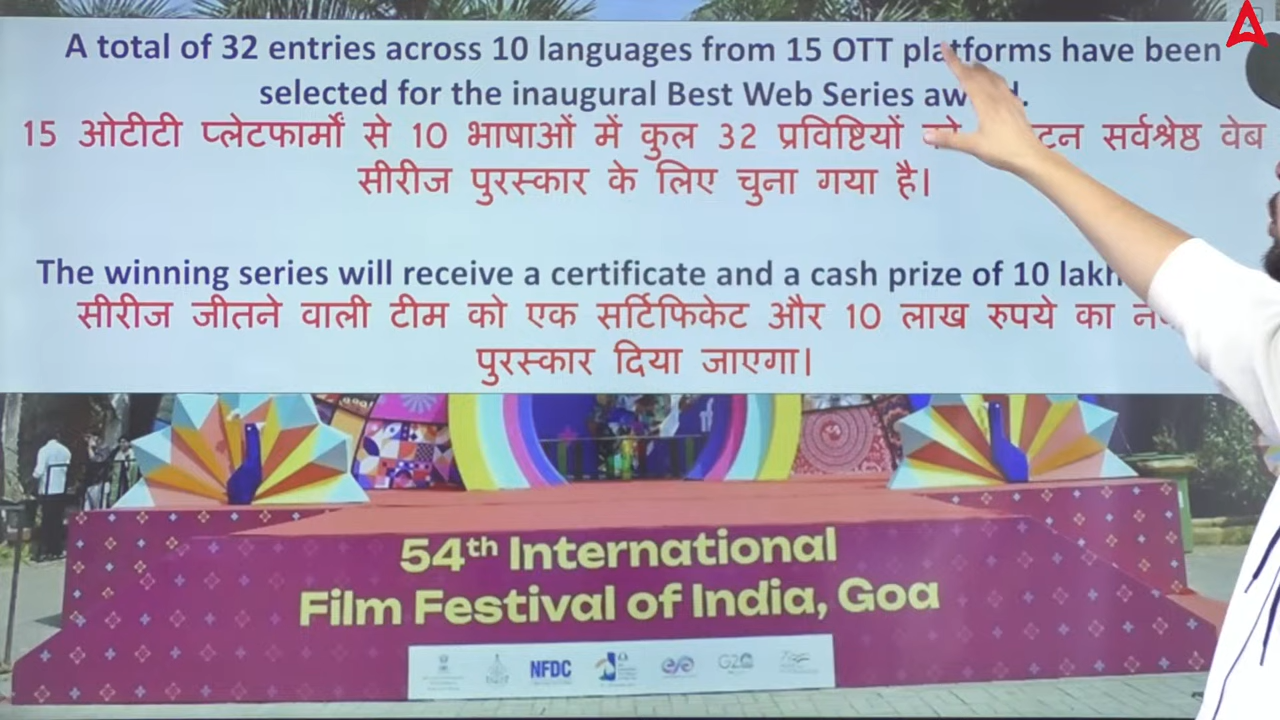 A total of 32 entries across 10 languages from 15 OTT platforms have been
selected for the inaugural Best Web Series
15 ओटीटी प्लेटफार्मों से 10 भाषाओं में कुल 32 प्रविष्टियों सर्वश्रेष्ठ वेब
सीरीज पुरस्कार के लिए चुना गया है।
The winning series will receive a certificate and a cash prize of 10
सीरीज जीतने वाली टीम को एक सर्टिफिकेट और 10 लाख रुपये का
पुरस्कार दिया जाएगा।
54th International
Film Festival of India, Goa
NFDC
G20